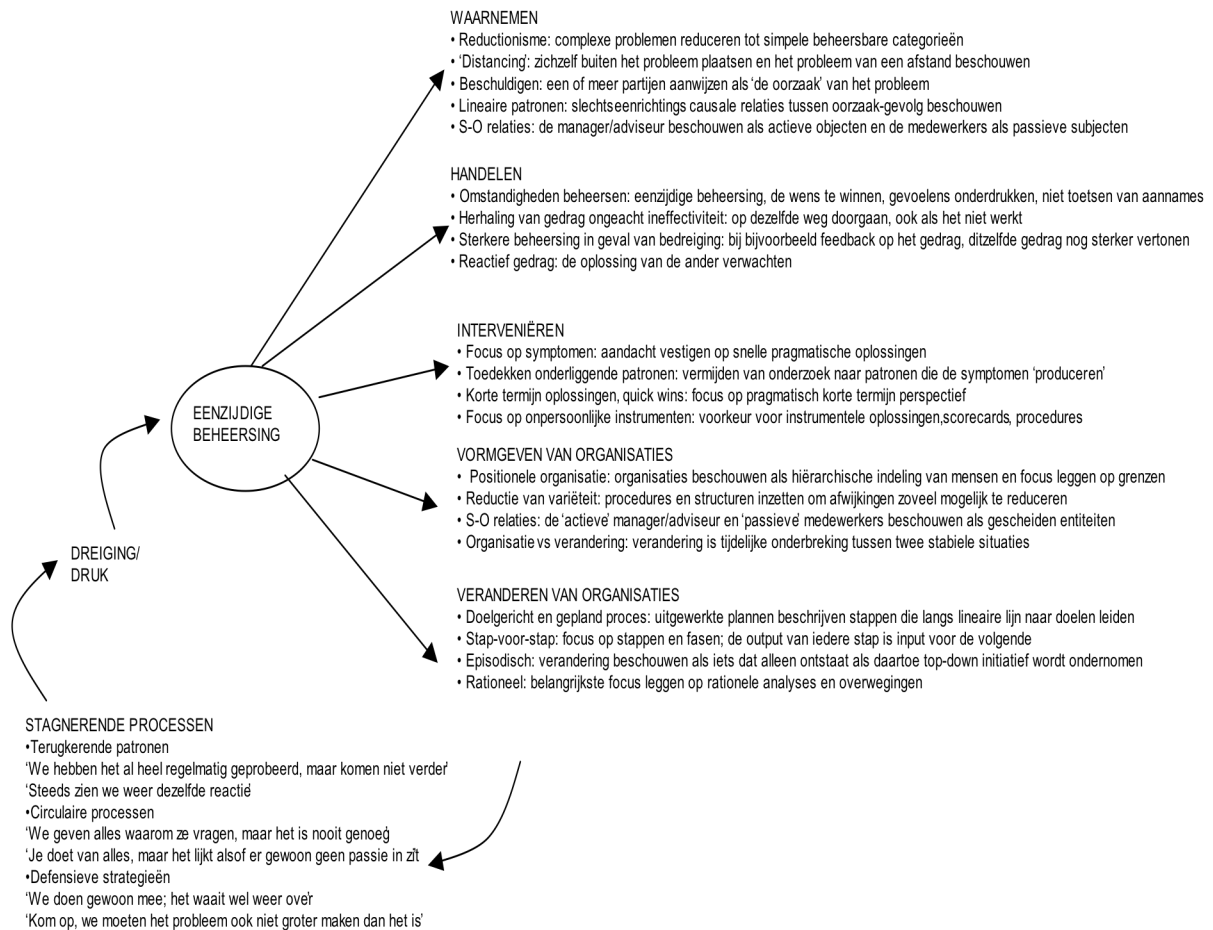 WAARNEMEN
• Reductionisme: complexe problemen reduceren tot simpele beheersbare categorieën
• ‘Distancing’: zichzelf buiten het probleem plaatsen en het probleem van een afstand beschouwen
• Beschuldigen: een of meer partijen aanwijzen als ‘de oorzaak’ van het probleem
• Lineaire patronen: slechts eenrichtings causale relaties tussen oorzaak-gevolg beschouwen
• S-O relaties: de manager/adviseur beschouwen als actieve objecten en de medewerkers als passieve subjecten
HANDELEN
• Omstandigheden beheersen: eenzijdige beheersing, de wens te winnen, gevoelens onderdrukken, niet toetsen van aannames
• Herhaling van gedrag ongeacht ineffectiviteit: op dezelfde weg doorgaan, ook als het niet werkt
• Sterkere beheersing in geval van bedreiging: bij bijvoorbeeld feedback op het gedrag, ditzelfde gedrag nog sterker vertonen
• Reactief gedrag: de oplossing van de ander verwachten
INTERVENIËREN
• Focus op symptomen: aandacht vestigen op snelle pragmatische oplossingen
• Toedekken onderliggende patronen: vermijden van onderzoek naar patronen die de symptomen ‘produceren’
• Korte termijn oplossingen, quick wins: focus op pragmatisch korte termijn perspectief
• Focus op onpersoonlijke instrumenten: voorkeur voor instrumentele oplossingen,scorecards, procedures
EENZIJDIGE
BEHEERSING
VORMGEVEN VAN ORGANISATIES
• Positionele organisatie: organisaties beschouwen als hiërarchische indeling van mensen en focus leggen op grenzen
• Reductie van variëteit: procedures en structuren inzetten om afwijkingen zoveel mogelijk te reduceren
• S-O relaties: de ‘actieve’ manager/adviseur en ‘passieve’ medewerkers beschouwen als gescheiden entiteiten
• Organisatie vs verandering: verandering is tijdelijke onderbreking tussen twee stabiele situaties
DREIGING/
DRUK
VERANDEREN VAN ORGANISATIES
• Doelgericht en gepland proces: uitgewerkte plannen beschrijven stappen die langs lineaire lijn naar doelen leiden
• Stap-voor-stap: focus op stappen en fasen; de output van iedere stap is input voor de volgende
• Episodisch: verandering beschouwen als iets dat alleen ontstaat als daartoe top-down initiatief wordt ondernomen
• Rationeel: belangrijkste focus leggen op rationele analyses en overwegingen
STAGNERENDE PROCESSEN
•Terugkerende patronen
‘We hebben het al heel regelmatig geprobeerd, maar komen niet verder’
‘Steeds zien we weer dezelfde reactie’
•Circulaire processen
‘We geven alles waarom ze vragen, maar het is nooit genoeg’
‘Je doet van alles, maar het lijkt alsof er gewoon geen passie in zit’
•Defensieve strategieën
‘We doen gewoon mee; het waait wel weer over’
‘Kom op, we moeten het probleem ook niet groter maken dan het is’